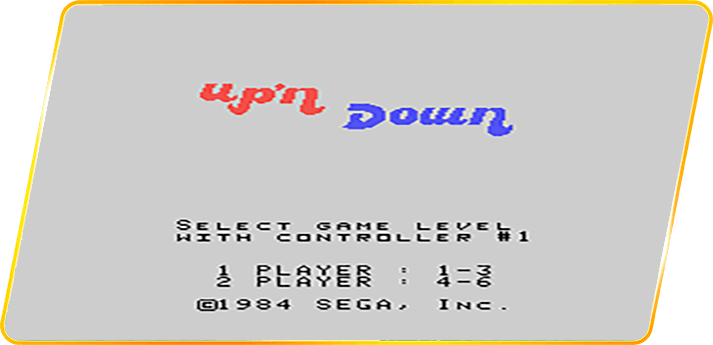 up'n
Down
SELECT GAME LEVEL
WITH CONTROLLER #1
1 PLAYER : 1-3
2 PLAYER : 4-6
©1984 SEGA, Inc.